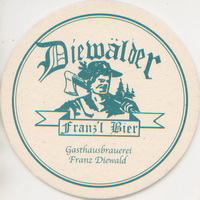 Diewälder
Franz'l Bier
Gasthausbrauerei
Franz Diewald